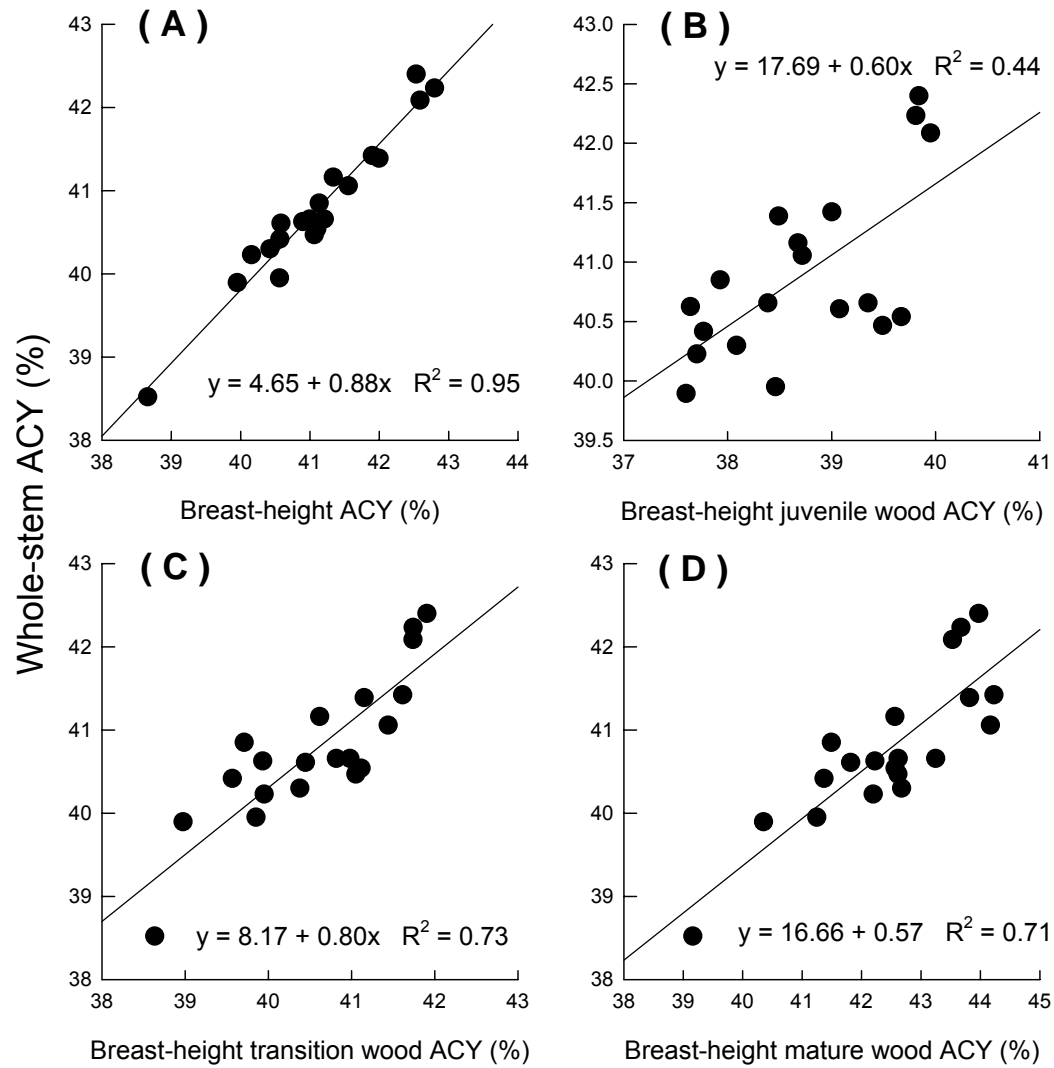 Whole-stem ACY (%)
( A )
43
42
41
40
39
38
y = 4.65 + 0.88x R² = 0.95
38 39 40 41 42 43 44
Breast-height ACY (%)
( B )
y = 17.69 + 0.60x R² = 0.44
43.0
42.5
42.0
41.5
41.0
40.5
40.0
39.5
37 38 39 40 41
Breast-height juvenile wood ACY (%)
( C )
43
42
41
40
39
38
y = 8.17 + 0.80x R² = 0.73
38 39 40 41 42 43
Breast-height transition wood ACY (%)
( D )
43
42
41
40
39
38
y = 16.66 + 0.57 R² = 0.71
38 39 40 41 42 43 44 45
Breast-height mature wood ACY (%)